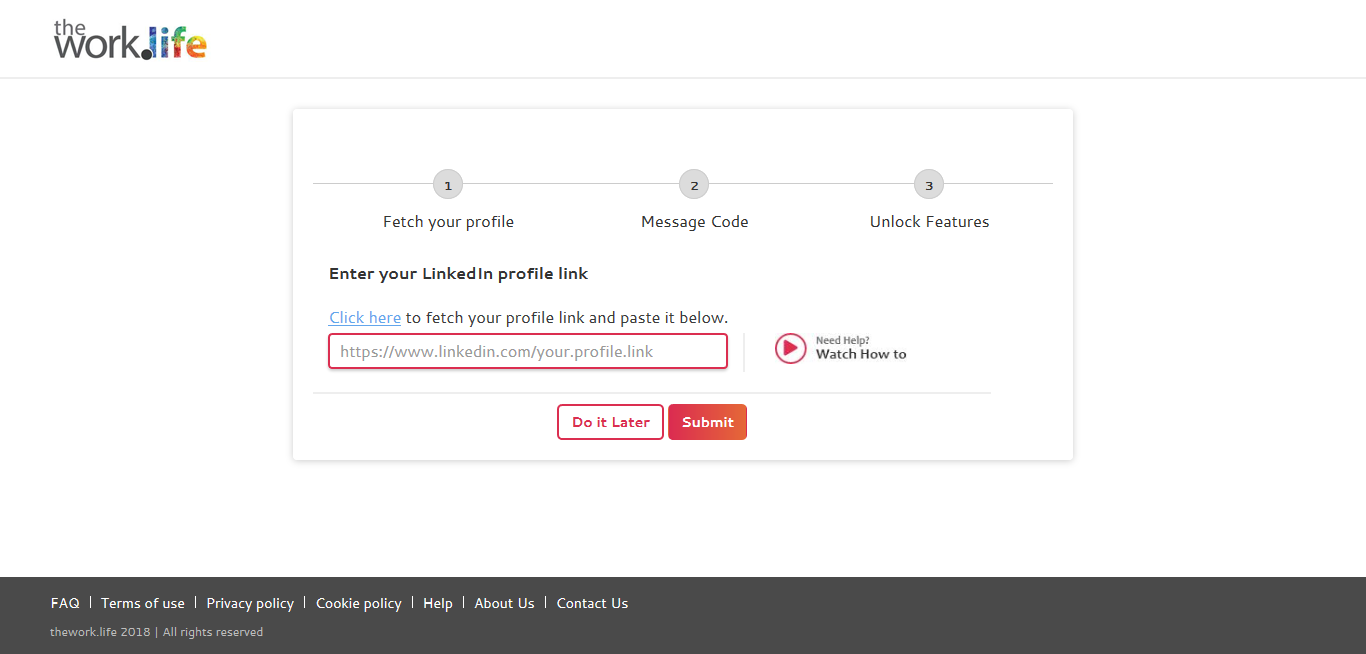 the
work.life
1
2
3
Fetch your profile
Message Code
Unlock Features
Enter your LinkedIn profile link
Click here to fetch your profile link and paste it below.
https://www.linkedin.com/your.profile.link
Need Help?
Watch How to
Do it Later
Submit
FAQ | Terms of use | Privacy policy | Cookie policy | Help | About Us | Contact Us
thework.life 2018 | All rights reserved